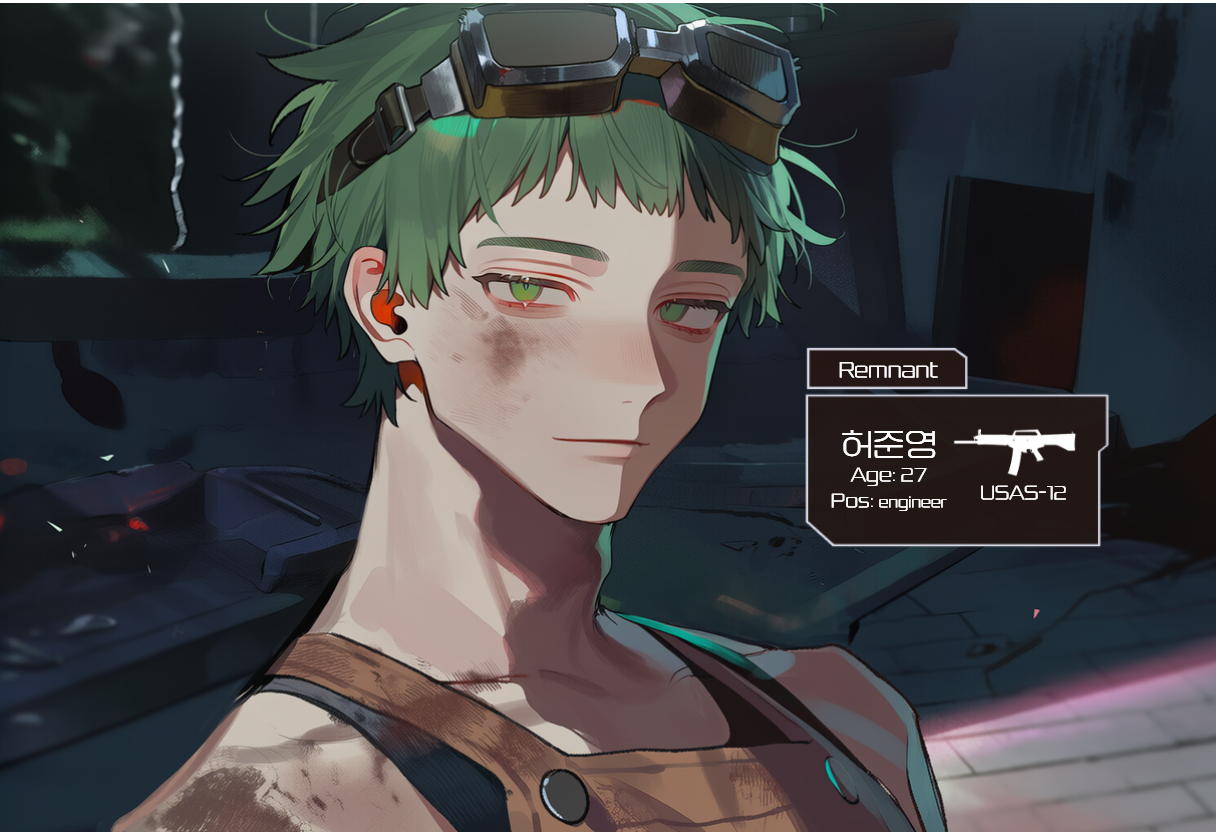 Remnant
허준영
Age: 27
Pos: engineer
USAS-12